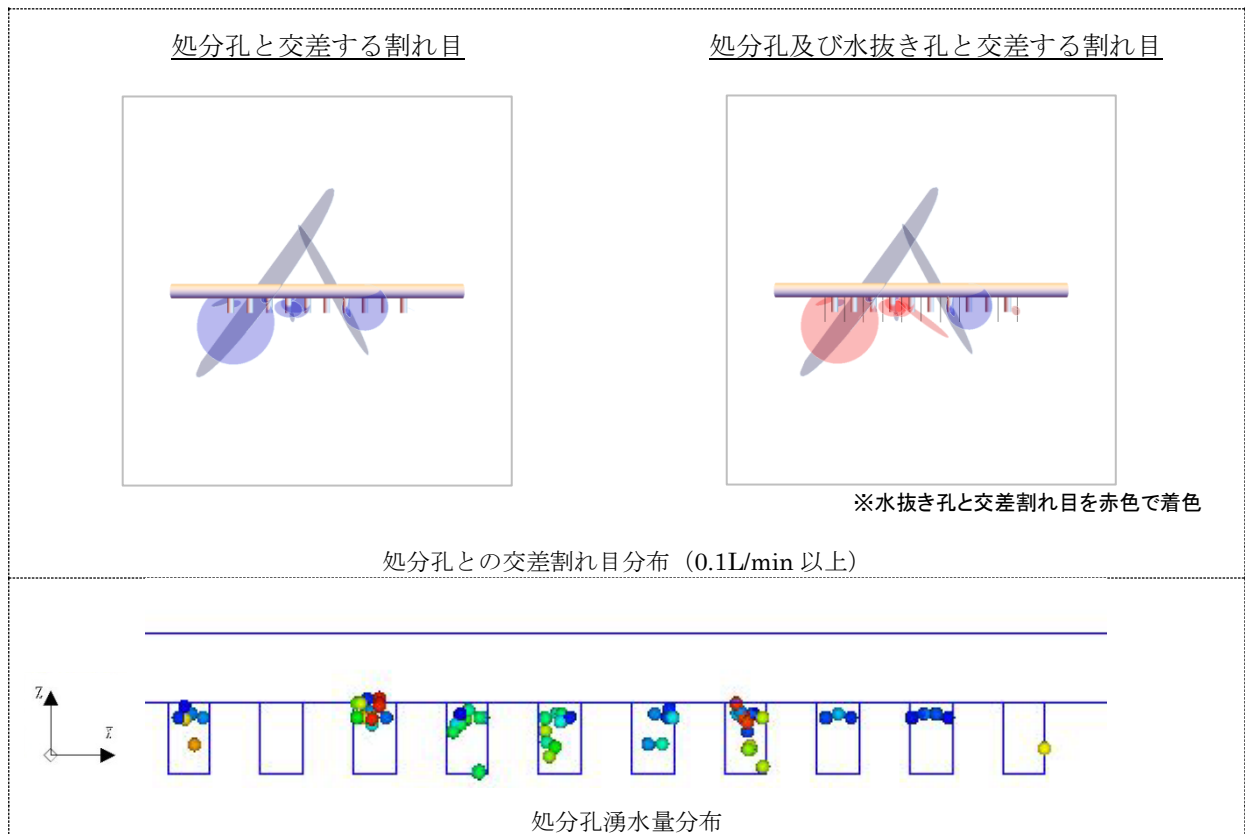 処分孔と交差する割れ目
処分孔及び水抜き孔と交差する割れ目
※水抜き孔と交差割れ目を赤色で着色
処分孔との交差割れ目分布（0.1L/min 以上）
Z
処分孔湧水量分布